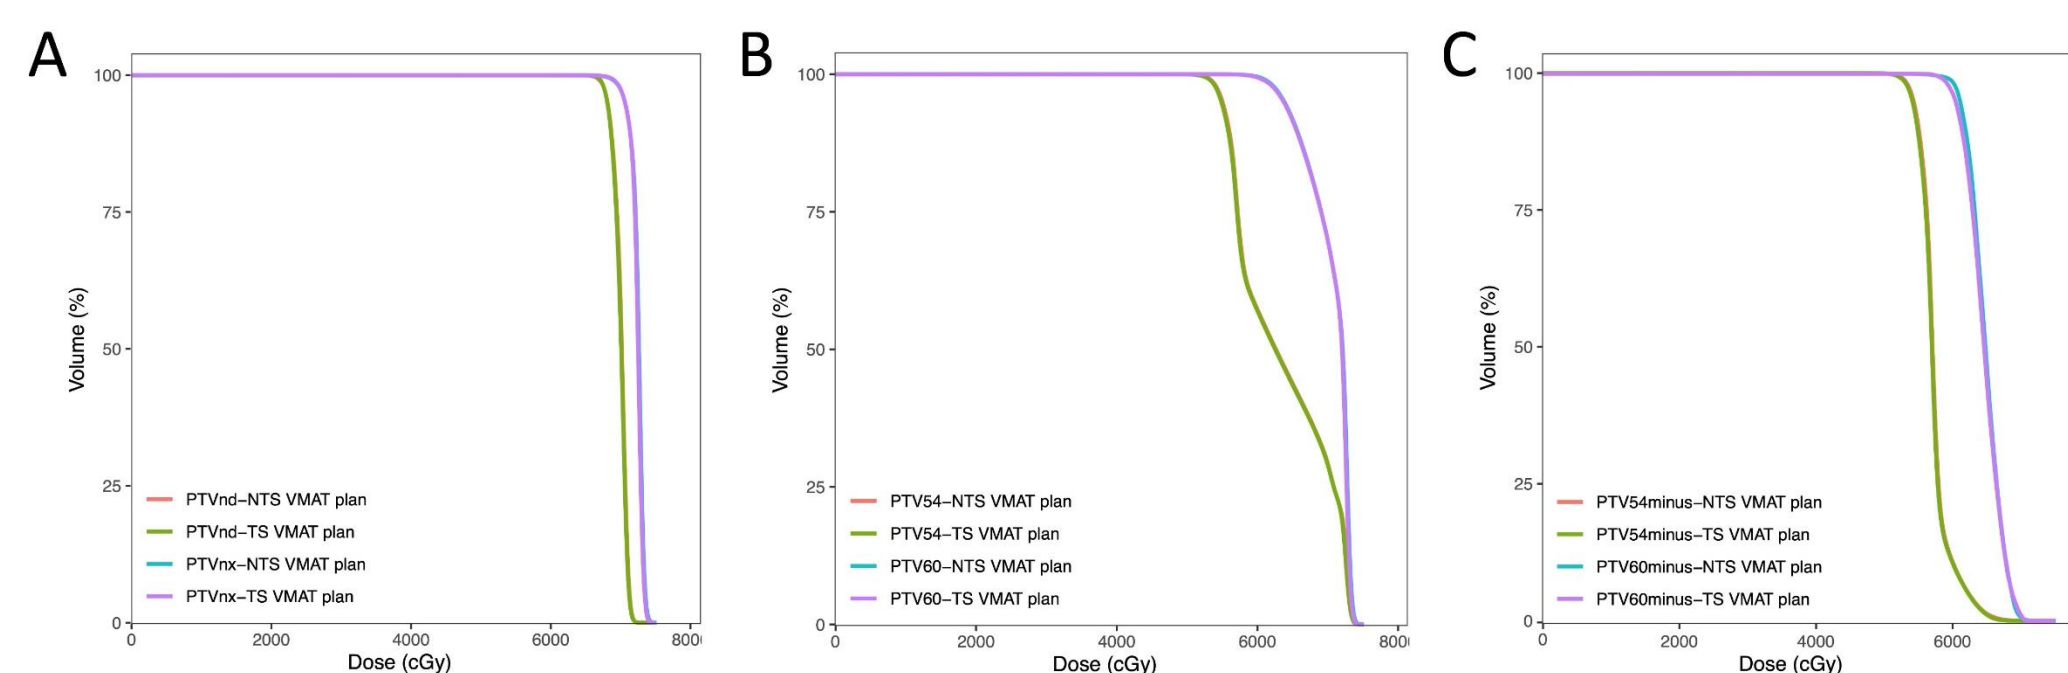 A
100
75
50
25
0
Volume (%)
PTVnd–NTS VMAT plan
PTVnd–TS VMAT plan
PTVnx–NTS VMAT plan
PTVnx–TS VMAT plan
0 2000 4000 6000 800
Dose (cGy)
B
100
75
50
25
0
Volume (%)
PTV54–NTS VMAT plan
PTV54–TS VMAT plan
PTV60–NTS VMAT plan
PTV60–TS VMAT plan
0 2000 4000 6000 800
Dose (cGy)
C
100
75
50
25
0
Volume (%)
PTV54minus–NTS VMAT plan
PTV54minus–TS VMAT plan
PTV60minus–NTS VMAT plan
PTV60minus–TS VMAT plan
0 2000 4000 6000
Dose (cGy)